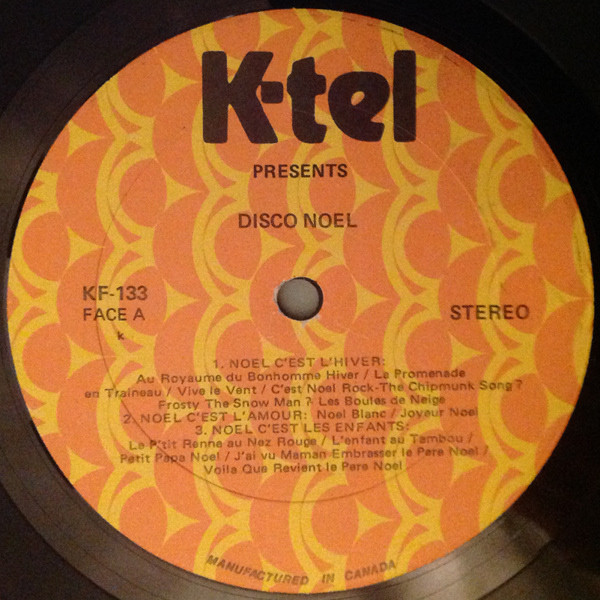 K-tel
PRESENTS
DISCO NOEL
KF-133
FACE A
STEREO
k
1. NOEL C'EST L'HIVER:
Au Royaume du Bonhomme Hiver / La Promenade
en Traineau / Vive le Vent / C'est Noel Rock-The Chipmunk Song ?
Frosty The Snow Man ? Les Boules de Neige
2. NOEL C'EST L'AMOUR: Noel Blanc / Joyeur Noel
3. NOEL C'EST LES ENFANTS:
Le P'tit Renne au Nez Rouge / L'enfant au Tambou /
Petit Papa Noel / J'ai vu Maman Embrasser le Pere Noel /
Voila Que Revient le Pere Noel
MANUFACTURED IN CANADA